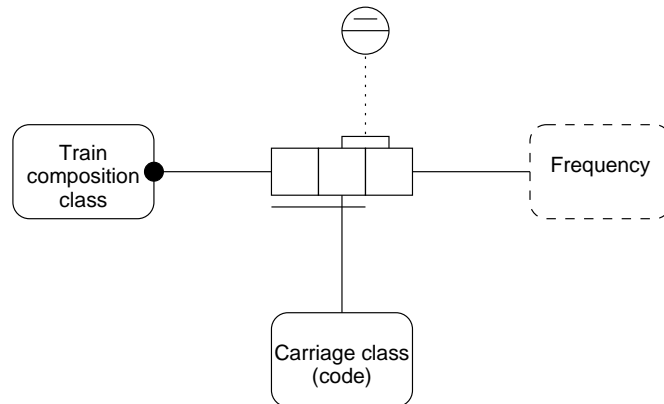 Train
composition
class
Frequency
Carriage class
(code)